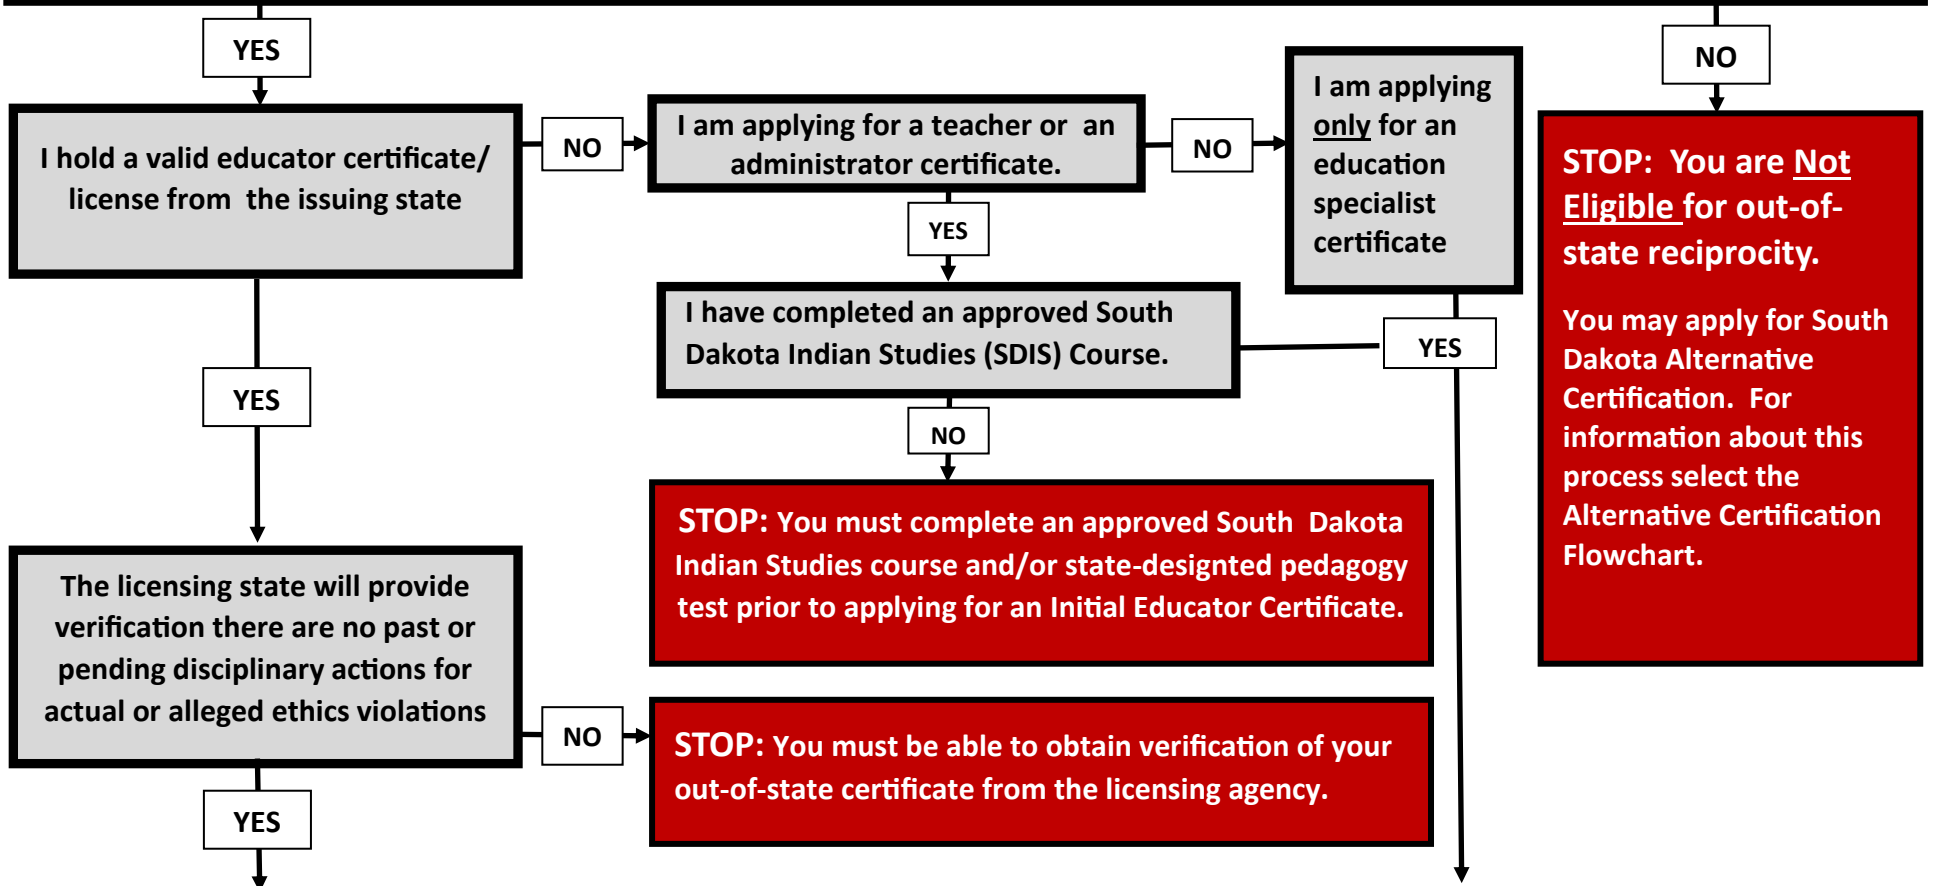 YES
NO
I hold a valid educator certificate/
license from the issuing state
NO
I am applying for a teacher or an
administrator certificate.
NO
I am applying
only for an
education
specialist
certificate
YES
I have completed an approved South
Dakota Indian Studies (SDIS) Course.
YES
NO
STOP: You must complete an approved South Dakota
Indian Studies course and/or state-designted pedagogy
test prior to applying for an Initial Educator Certificate.
STOP: You are Not
Eligible for out-of-
state reciprocity.
You may apply for South
Dakota Alternative
Certification. For
information about this
process select the
Alternative Certification
Flowchart.
YES
The licensing state will provide
verification there are no past or
pending disciplinary actions for
actual or alleged ethics violations
NO
STOP: You must be able to obtain verification of your
out-of-state certificate from the licensing agency.
YES